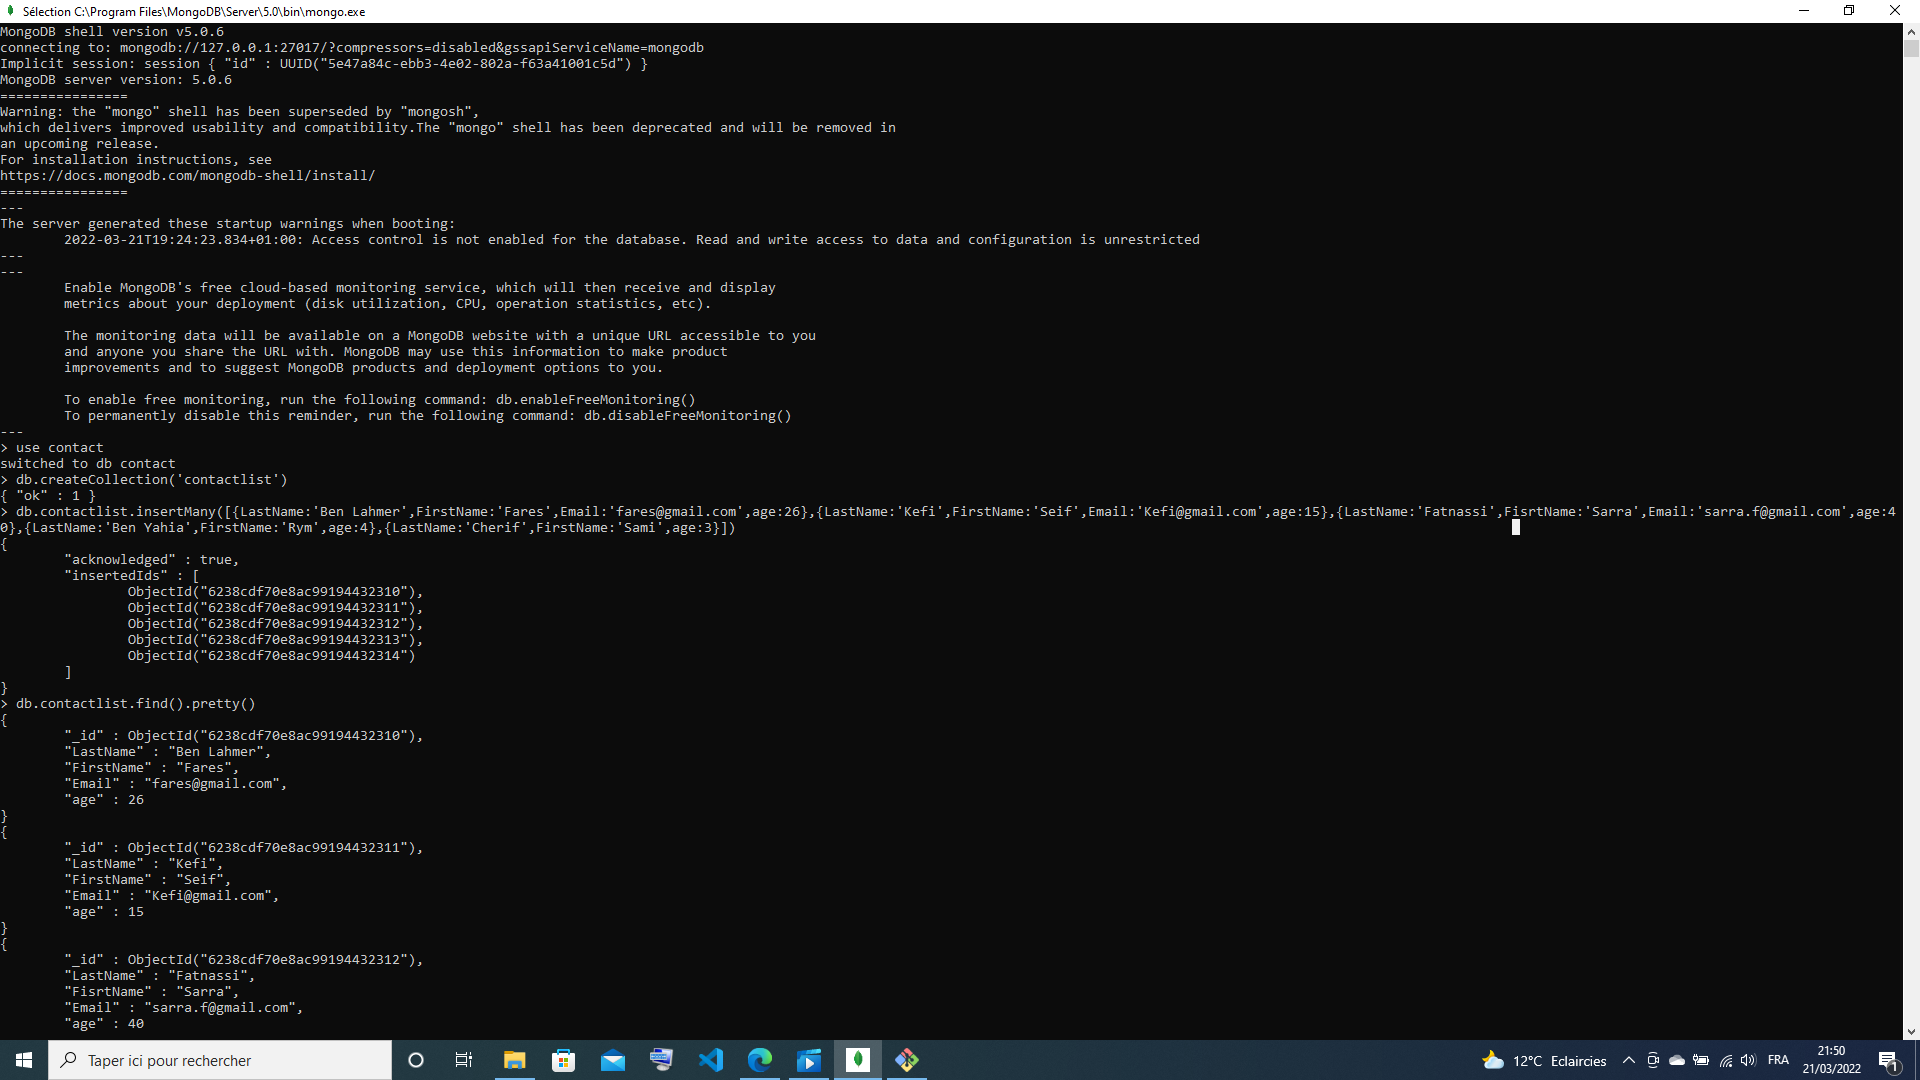 Sélection C:\Program Files\MongoDB\Server\5.0\bin\mongo.exe
MongoDB shell version v5.0.6
connecting to: mongodb://127.0.0.1:27017/?compressors=disabled&gssapiServiceName=mongodb
Implicit session: session { "id" : UUID("5e47a84c-ebb3-4e02-802a-f63a41001c5d") }
MongoDB server version: 5.0.6
================
Warning: the "mongo" shell has been superseded by "mongosh",
which delivers improved usability and compatibility.The "mongo" shell has been deprecated and will be removed in
an upcoming release.
For installation instructions, see
https://docs.mongodb.com/mongodb-shell/install/
================
---
The server generated these startup warnings when booting:
        2022-03-21T19:24:23.834+01:00: Access control is not enabled for the database. Read and write access to data and configuration is unrestricted
---
---
        Enable MongoDB's free cloud-based monitoring service, which will then receive and display
        metrics about your deployment (disk utilization, CPU, operation statistics, etc).
        The monitoring data will be available on a MongoDB website with a unique URL accessible to you
        and anyone you share the URL with. MongoDB may use this information to make product
        improvements and to suggest MongoDB products and deployment options to you.
        To enable free monitoring, run the following command: db.enableFreeMonitoring()
        To permanently disable this reminder, run the following command: db.disableFreeMonitoring()
---
> use contact
switched to db contact
> db.createCollection('contactlist')
{ "ok" : 1 }
> db.contactlist.insertMany([{LastName:'Ben Lahmer',FirstName:'Fares',Email:'fares@gmail.com',age:26},{LastName:'Kefi',FirstName:'Seif',Email:'Kefi@gmail.com',age:15},{LastName:'Fatnassi',FisrtName:'Sarra',Email:'sarra.f@gmail.com',age:4
0},{LastName:'Ben Yahia',FirstName:'Rym',age:4},{LastName:'Cherif',FirstName:'Sami',age:3}])
{
        "acknowledged" : true,
        "insertedIds" : [
                ObjectId("6238cdf70e8ac99194432310"),
                ObjectId("6238cdf70e8ac99194432311"),
                ObjectId("6238cdf70e8ac99194432312"),
                ObjectId("6238cdf70e8ac99194432313"),
                ObjectId("6238cdf70e8ac99194432314")
        ]
}
> db.contactlist.find().pretty()
{
        "_id" : ObjectId("6238cdf70e8ac99194432310"),
        "LastName" : "Ben Lahmer",
        "FirstName" : "Fares",
        "Email" : "fares@gmail.com",
        "age" : 26
}
{
        "_id" : ObjectId("6238cdf70e8ac99194432311"),
        "LastName" : "Kefi",
        "FirstName" : "Seif",
        "Email" : "Kefi@gmail.com",
        "age" : 15
}
{
        "_id" : ObjectId("6238cdf70e8ac99194432312"),
        "LastName" : "Fatnassi",
        "FisrtName" : "Sarra",
        "Email" : "sarra.f@gmail.com",
        "age" : 40
Taper ici pour rechercher
12°C Eclaircies
FRA
21:50
21/03/2022
1